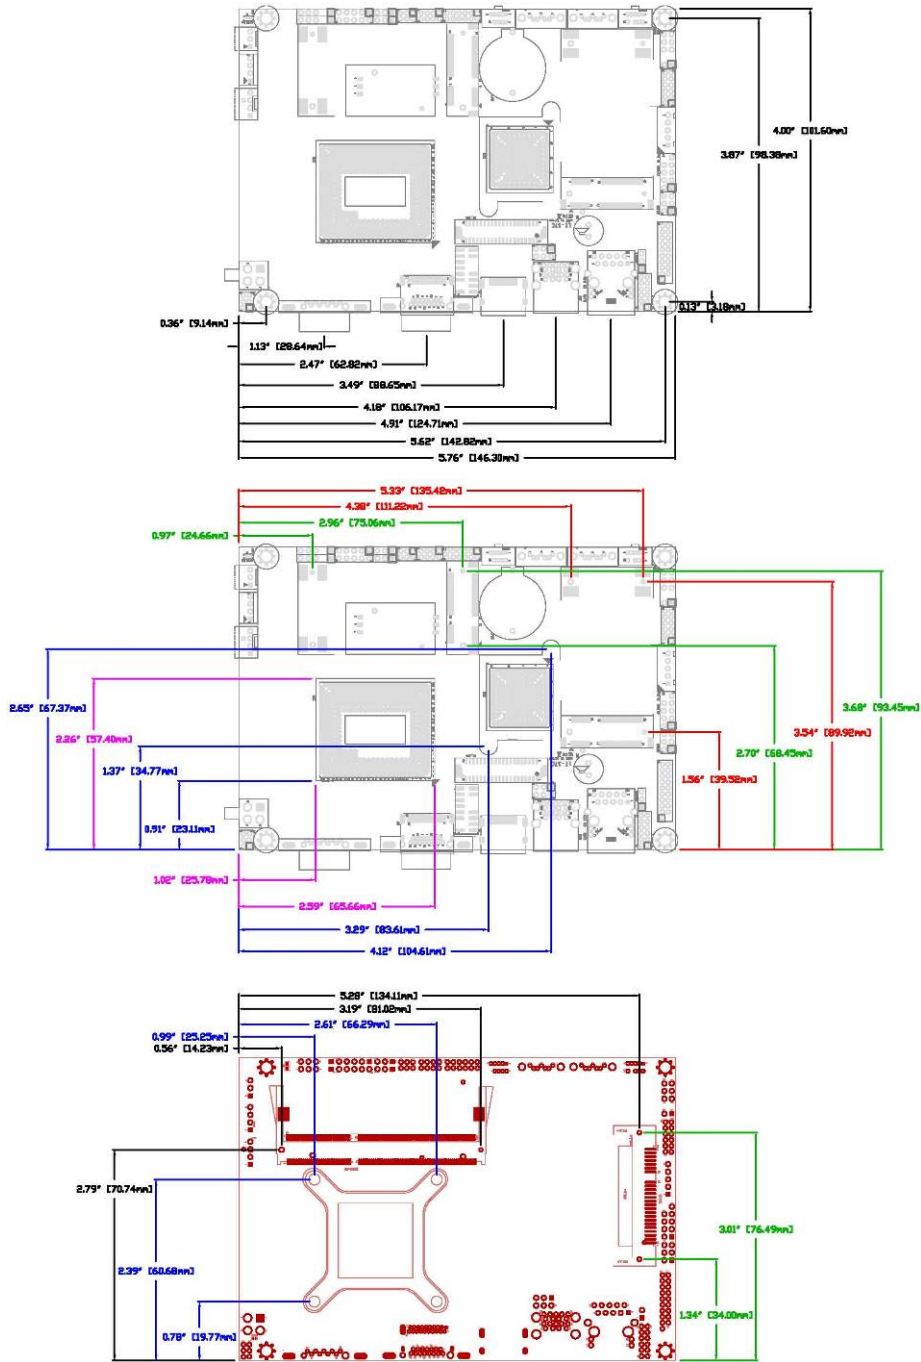 4.00" [101.60mm]
3.87" [98.38mm]
0.13" [3.18mm]
0.36" [9.14mm]
1.13" [28.64mm]
2.47" [62.82mm]
3.49" [88.65mm]
4.18" [106.17mm]
4.91" [124.71mm]
5.62" [142.82mm]
5.76" [146.30mm]
5.33" [135.42mm]
4.38" [111.22mm]
2.96" [75.06mm]
0.97" [24.66mm]
2.65" [67.37mm]
3.68" [93.45mm]
2.26" [57.40mm]
3.54" [89.92mm]
2.70" [68.45mm]
1.37" [34.77mm]
1.56" [39.52mm]
0.91" [23.11mm]
1.02" [25.78mm]
2.59" [65.66mm]
3.29" [83.61mm]
4.12" [104.61mm]
5.28" [134.11mm]
3.19" [81.02mm]
2.61" [66.29mm]
0.99" [25.25mm]
0.56" [14.23mm]
2.79" [70.74mm]
3.01" [76.49mm]
2.39" [60.68mm]
1.34" [34.00mm]
0.78" [19.77mm]